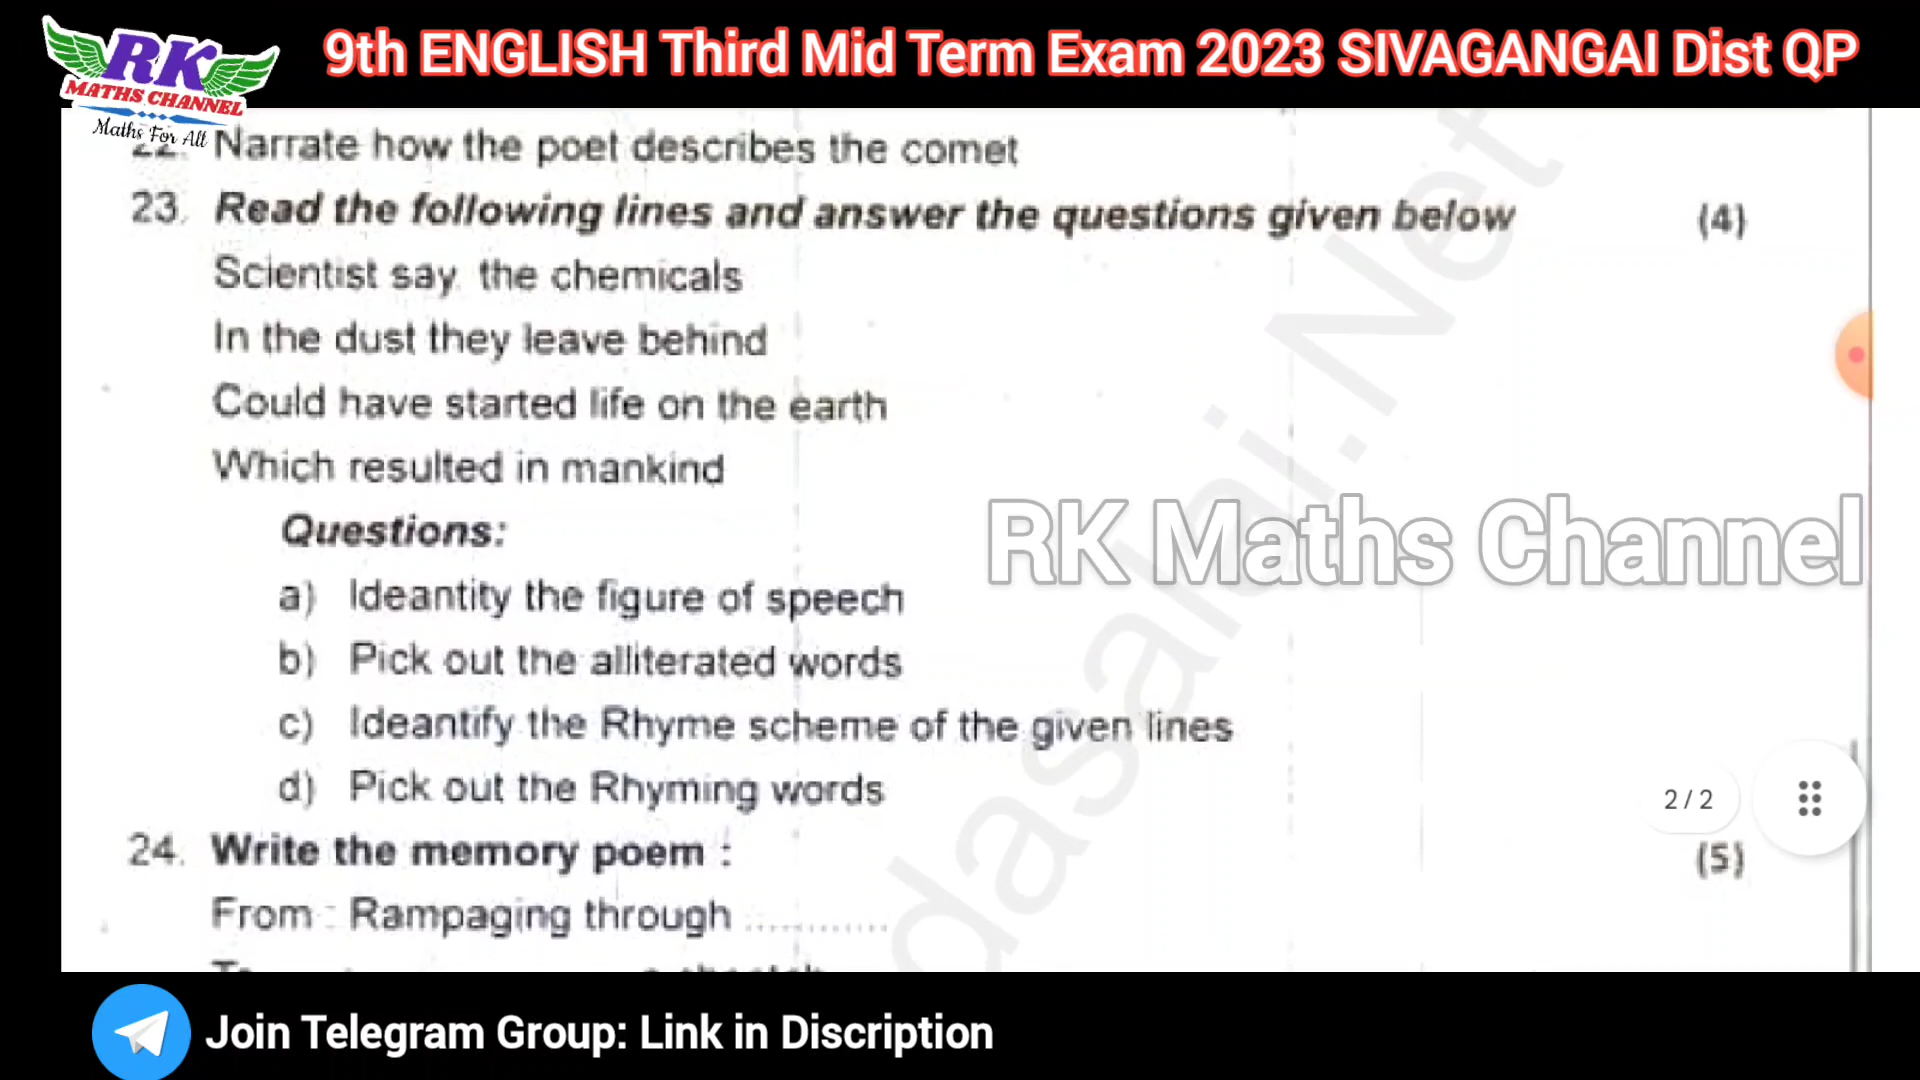 RK
MATHS CHANNEL
Maths For All
9th ENGLISH Third Mid Term Exam 2023 SIVAGANGAI Dist QP
22. Narrate how the poet describes the comet
23. Read the following lines and answer the questions given below (4)
Scientist say the chemicals
In the dust they leave behind
Could have started life on the earth
Which resulted in mankind
RK Maths Channel
Questions:
a) Ideantity the figure of speech
b) Pick out the alliterated words
c) Ideantify the Rhyme scheme of the given lines
d) Pick out the Rhyming words
2 / 2
24. Write the memory poem : (5)
From : Rampaging through ............
dasalai.Net
Join Telegram Group: Link in Discription